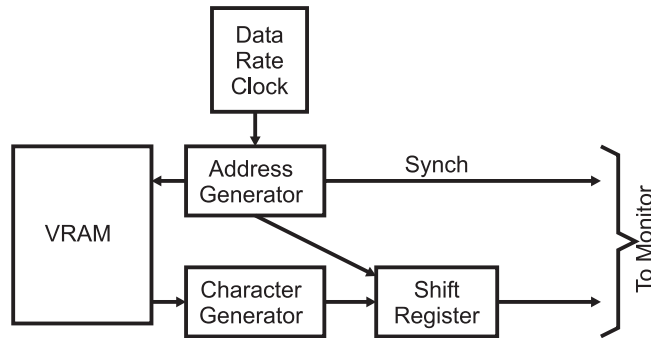 Data
Rate
Clock
Address
Generator
Synch
VRAM
To Monitor
Character
Generator
Shift
Register